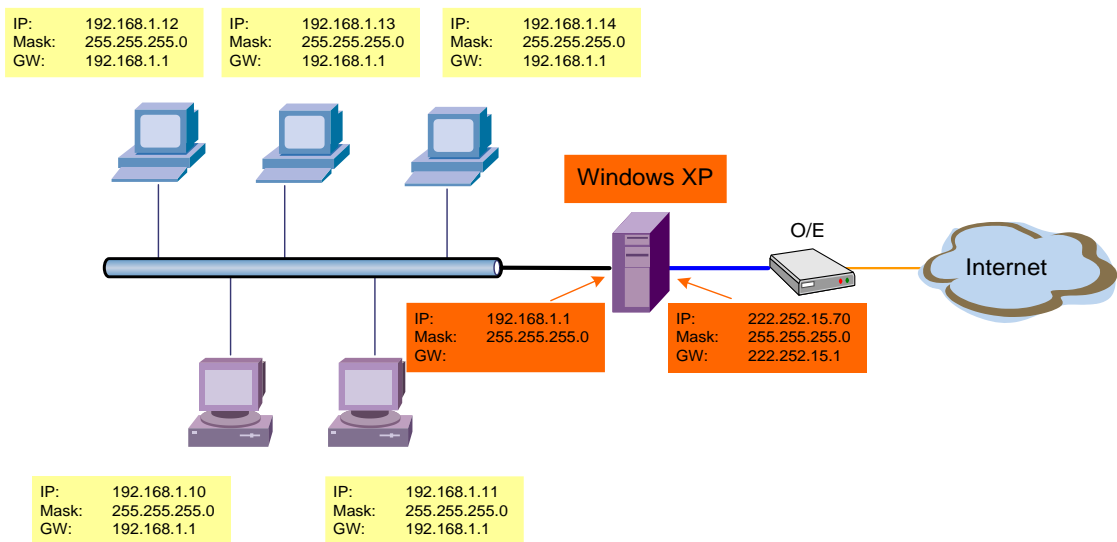 IP: 192.168.1.12
Mask: 255.255.255.0
GW: 192.168.1.1
IP: 192.168.1.13
Mask: 255.255.255.0
GW: 192.168.1.1
IP: 192.168.1.14
Mask: 255.255.255.0
GW: 192.168.1.1
Windows XP
O/E
Internet
IP: 192.168.1.1
Mask: 255.255.255.0
GW:
IP: 222.252.15.70
Mask: 255.255.255.0
GW: 222.252.15.1
IP: 192.168.1.10
Mask: 255.255.255.0
GW: 192.168.1.1
IP: 192.168.1.11
Mask: 255.255.255.0
GW: 192.168.1.1